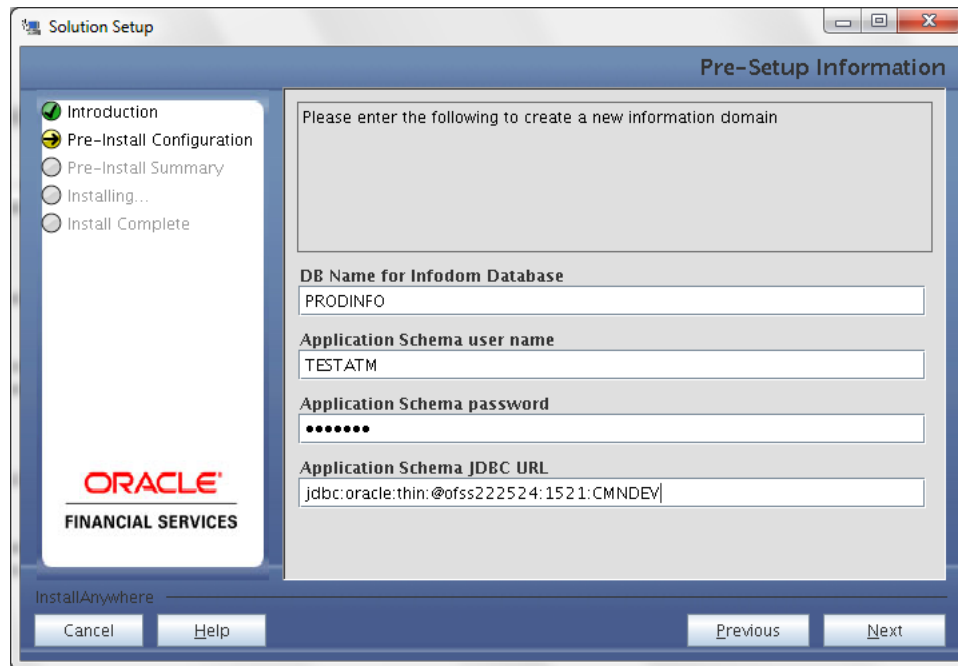 Solution Setup
Pre-Setup Information
Introduction
Pre-Install Configuration
Pre-Install Summary
Installing...
Install Complete
ORACLE®
FINANCIAL SERVICES
Please enter the following to create a new information domain
DB Name for Infodom Database
PRODINFO
Application Schema user name
TESTATM
Application Schema password
•••••••
Application Schema JDBC URL
jdbc:oracle:thin:@ofss222524:1521:CMNDEV
InstallAnywhere
Cancel
Help
Previous
Next